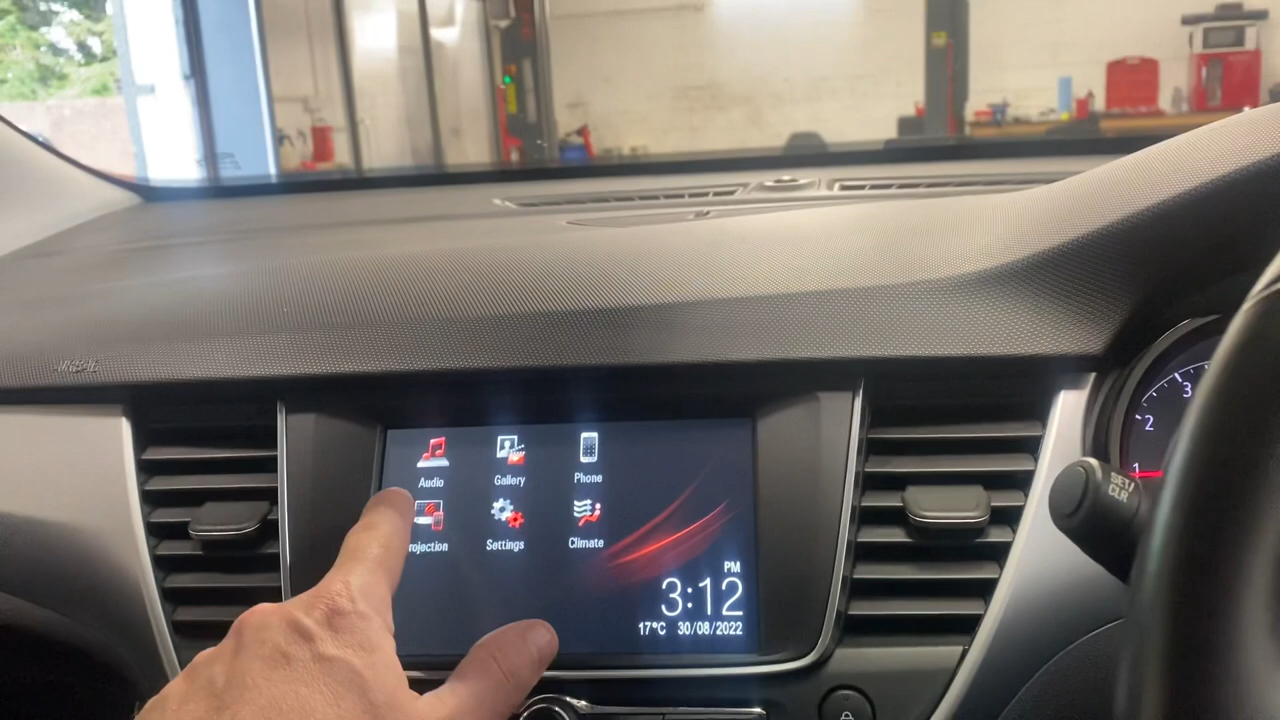 Audio
Gallery
Phone
rojection
Settings
Climate
PM
3:12
17°C 30/08/2022
3
2
1
SET/
CLR